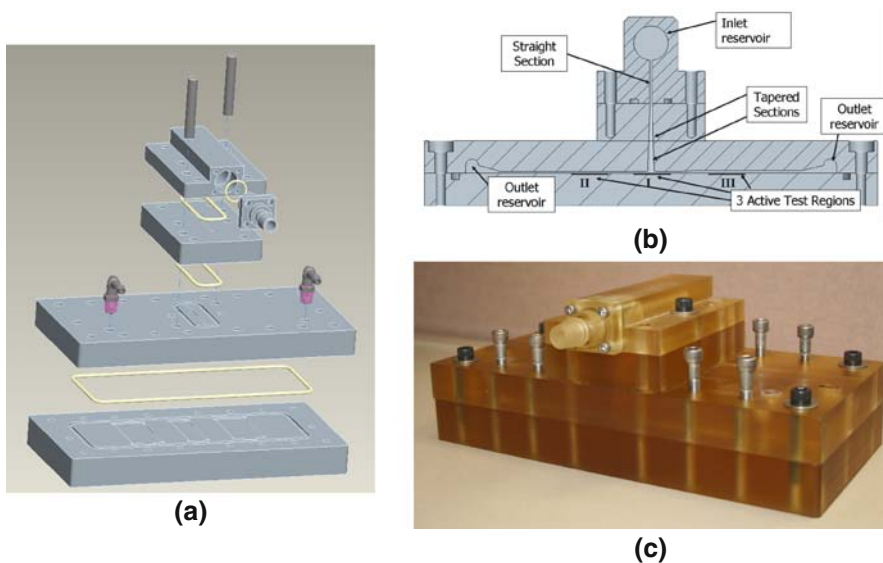 Inlet
reservoir
Straight
Section
Tapered
Sections
Outlet
reservoir
II
I
III
Outlet
reservoir
3 Active Test Regions
(b)
(a)
(c)